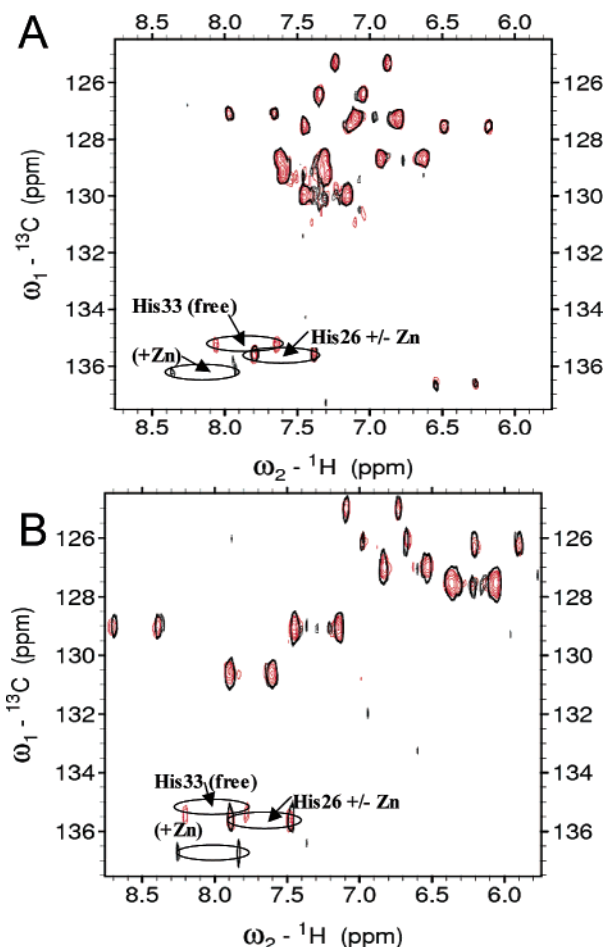 A
8.5 8.0 7.5 7.0 6.5 6.0
126 126
128 128
130 130
132 132
134 134
136 136
ω1 - 13C (ppm)
His33 (free)
His26 +/- Zn
(+Zn)
8.5 8.0 7.5 7.0 6.5 6.0
ω2 - 1H (ppm)
B
126 126
128 128
130 130
132 132
134 134
136 136
ω1 - 13C (ppm)
His33 (free)
His26 +/- Zn
(+Zn)
8.5 8.0 7.5 7.0 6.5 6.0
ω2 - 1H (ppm)